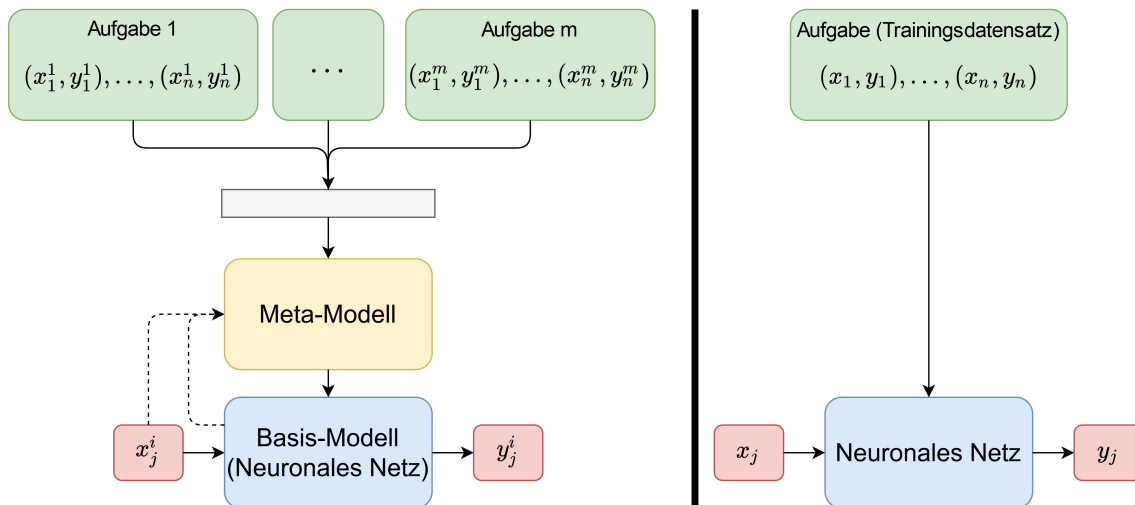 Aufgabe 1
(x_1^1, y_1^1), ..., (x_n^1, y_n^1)
...
Aufgabe m
(x_1^m, y_1^m), ..., (x_n^m, y_n^m)
Meta-Modell
x_j^i
Basis-Modell
(Neuronales Netz)
y_j^i
Aufgabe (Trainingsdatensatz)
(x_1, y_1), ..., (x_n, y_n)
x_j
Neuronales Netz
y_j